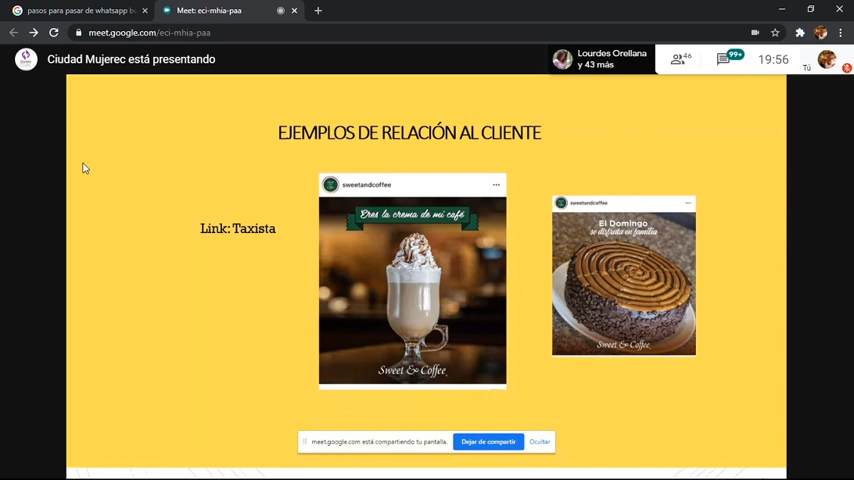 pasos para pasar de whatsapp bu
Meet: eci-mhia-paa
meet.google.com/eci-mhia-paa
Ciudad Mujerec está presentando
Lourdes Orellana
y 43 más
46
99+
19:56
Tú
EJEMPLOS DE RELACIÓN AL CLIENTE
Link: Taxista
sweetandcoffee
Eres la crema de mi café
Sweet & Coffee
sweetandcoffee
El Domingo
se disfruta en familia
Sweet & Coffee
meet.google.com está compartiendo tu pantalla.
Dejar de compartir
Ocultar